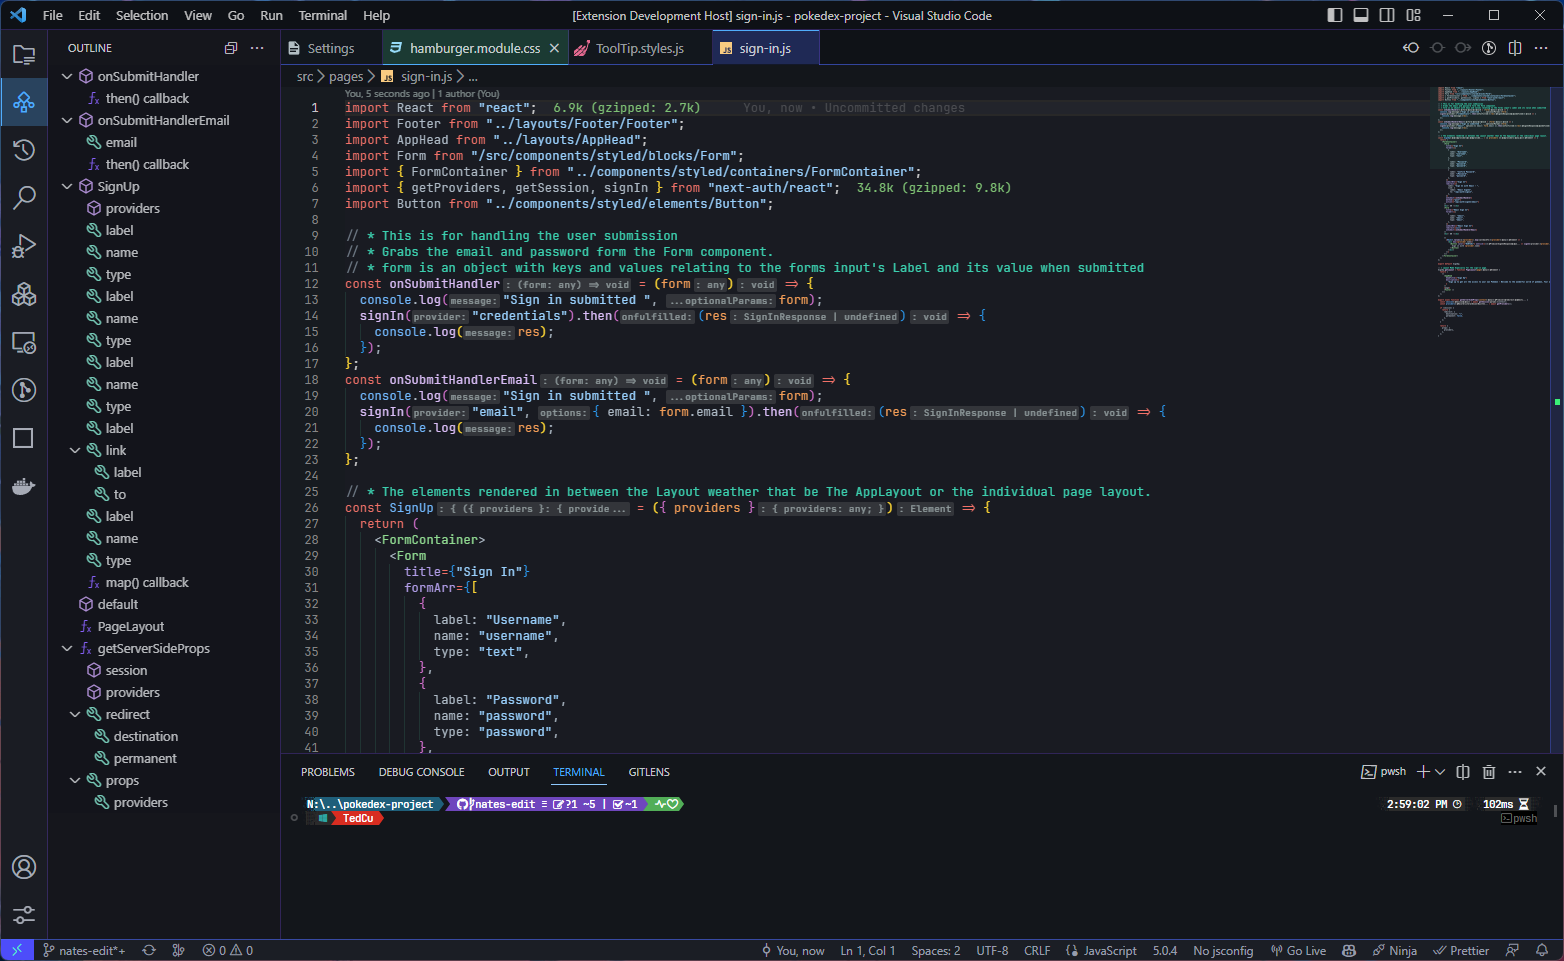 File Edit Selection View Go Run Terminal Help
[Extension Development Host] sign-in.js - pokedex-project - Visual Studio Code
OUTLINE
onSubmitHandler
then() callback
onSubmitHandlerEmail
email
then() callback
SignUp
providers
label
name
type
label
name
type
label
name
type
label
link
label
to
label
name
type
map() callback
default
PageLayout
getServerSideProps
session
providers
redirect
destination
permanent
props
providers
Settings hamburger.module.css ToolTip.styles.js JS sign-in.js
src > pages > JS sign-in.js > ...
You, 5 seconds ago | 1 author (You)
1 import React from "react"; 6.9k (gzipped: 2.7k) You, now • Uncommitted changes
2 import Footer from "../layouts/Footer/Footer";
3 import AppHead from "../layouts/AppHead";
4 import Form from "/src/components/styled/blocks/Form";
5 import { FormContainer } from "../components/styled/containers/FormContainer";
6 import { getProviders, getSession, signIn } from "next-auth/react"; 34.8k (gzipped: 9.8k)
7 import Button from "../components/styled/elements/Button";
8
9 // * This is for handling the user submission
10 // * Grabs the email and password form the Form component.
11 // * form is an object with keys and values relating to the forms input's Label and its value when submitted
12 const onSubmitHandler : (form: any) => void = (form : any ) : void => {
13 console.log( message: "Sign in submitted ", ...optionalParams: form);
14 signIn( provider: "credentials").then( onfulfilled: (res : SignInResponse | undefined ) : void => {
15 console.log( message: res);
16 });
17 };
18 const onSubmitHandlerEmail : (form: any) => void = (form : any ) : void => {
19 console.log( message: "Sign in submitted ", ...optionalParams: form);
20 signIn( provider: "email", options: { email: form.email }).then( onfulfilled: (res : SignInResponse | undefined ) : void => {
21 console.log( message: res);
22 });
23 };
24
25 // * The elements rendered in between the Layout weather that be The AppLayout or the individual page layout.
26 const SignUp : { ({ providers }: { provide... = ({ providers } : { providers: any; } ) : Element => {
27 return (
28 <FormContainer>
29 <Form
30 title={"Sign In"}
31 formArr={[
32 {
33 label: "Username",
34 name: "username",
35 type: "text",
36 },
37 {
38 label: "Password",
39 name: "password",
40 type: "password",
41 },
PROBLEMS DEBUG CONSOLE OUTPUT TERMINAL GITLENS
pwsh
N:\..\pokedex-project nates-edit ≡ ?1 ~5 | ~1 2:59:02 PM 102ms
TedCu pwsh
nates-edit*+ 0 0 You, now Ln 1, Col 1 Spaces: 2 UTF-8 CRLF JavaScript 5.0.4 No jsconfig Go Live Ninja Prettier